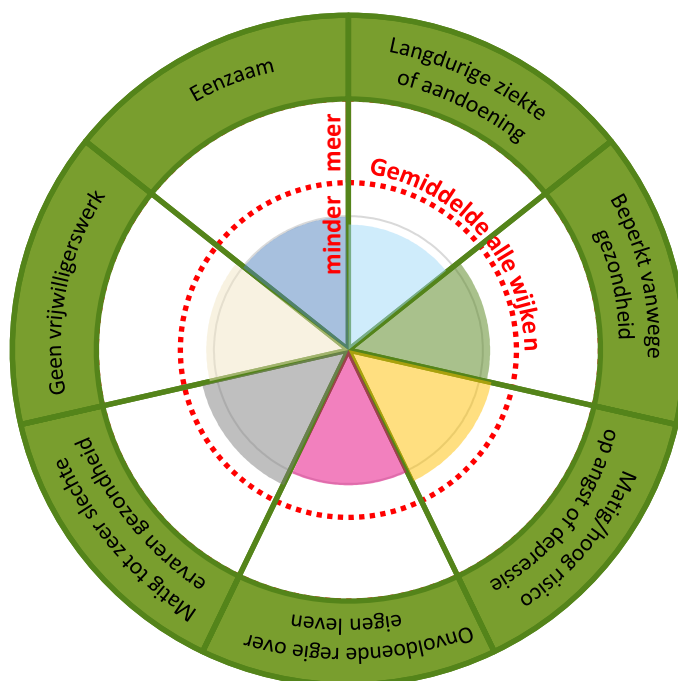 Langdurige ziekte
of aandoening
Beperkt vanwege
gezondheid
Matig/hoog risico
op angst of depressie
Onvoldoende regie over
eigen leven
Matig tot zeer slechte
ervaren gezondheid
Geen vrijwilligerswerk
Eenzaam
meer
minder
Gemiddelde alle wijken